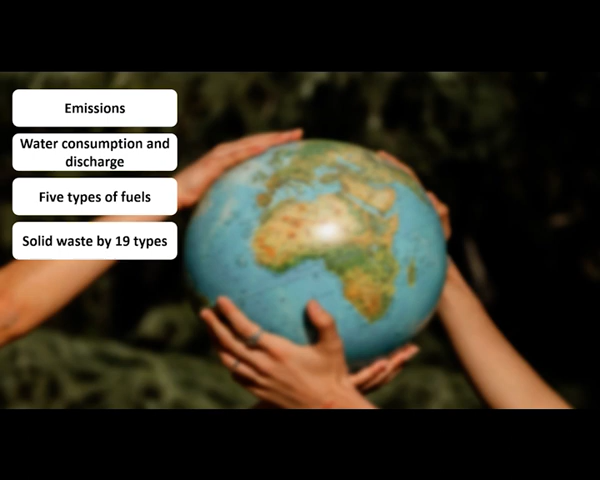 Emissions
Water consumption and
discharge
Five types of fuels
Solid waste by 19 types